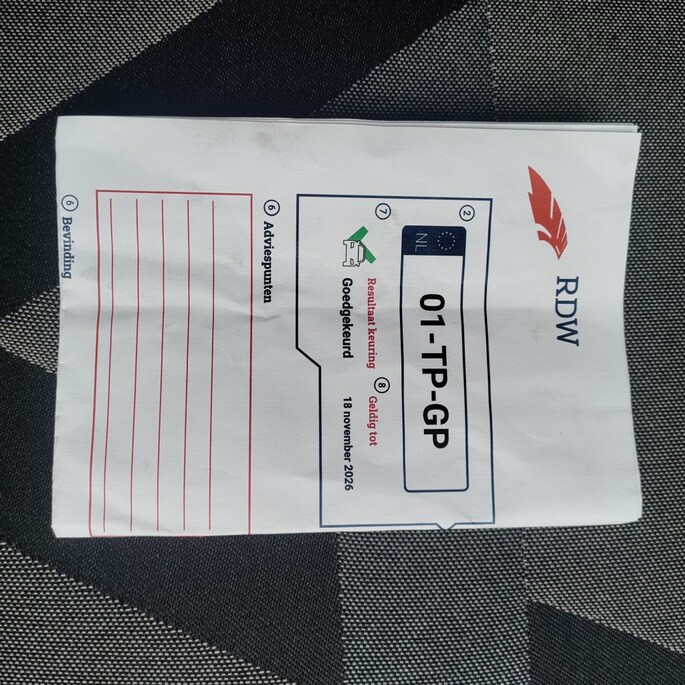 RDW
2
NL
01-TP-GP
7 Resultaat keuring
Goedgekeurd
8 Geldig tot
18 november 2026
6 Adviespunten
6 Bevinding